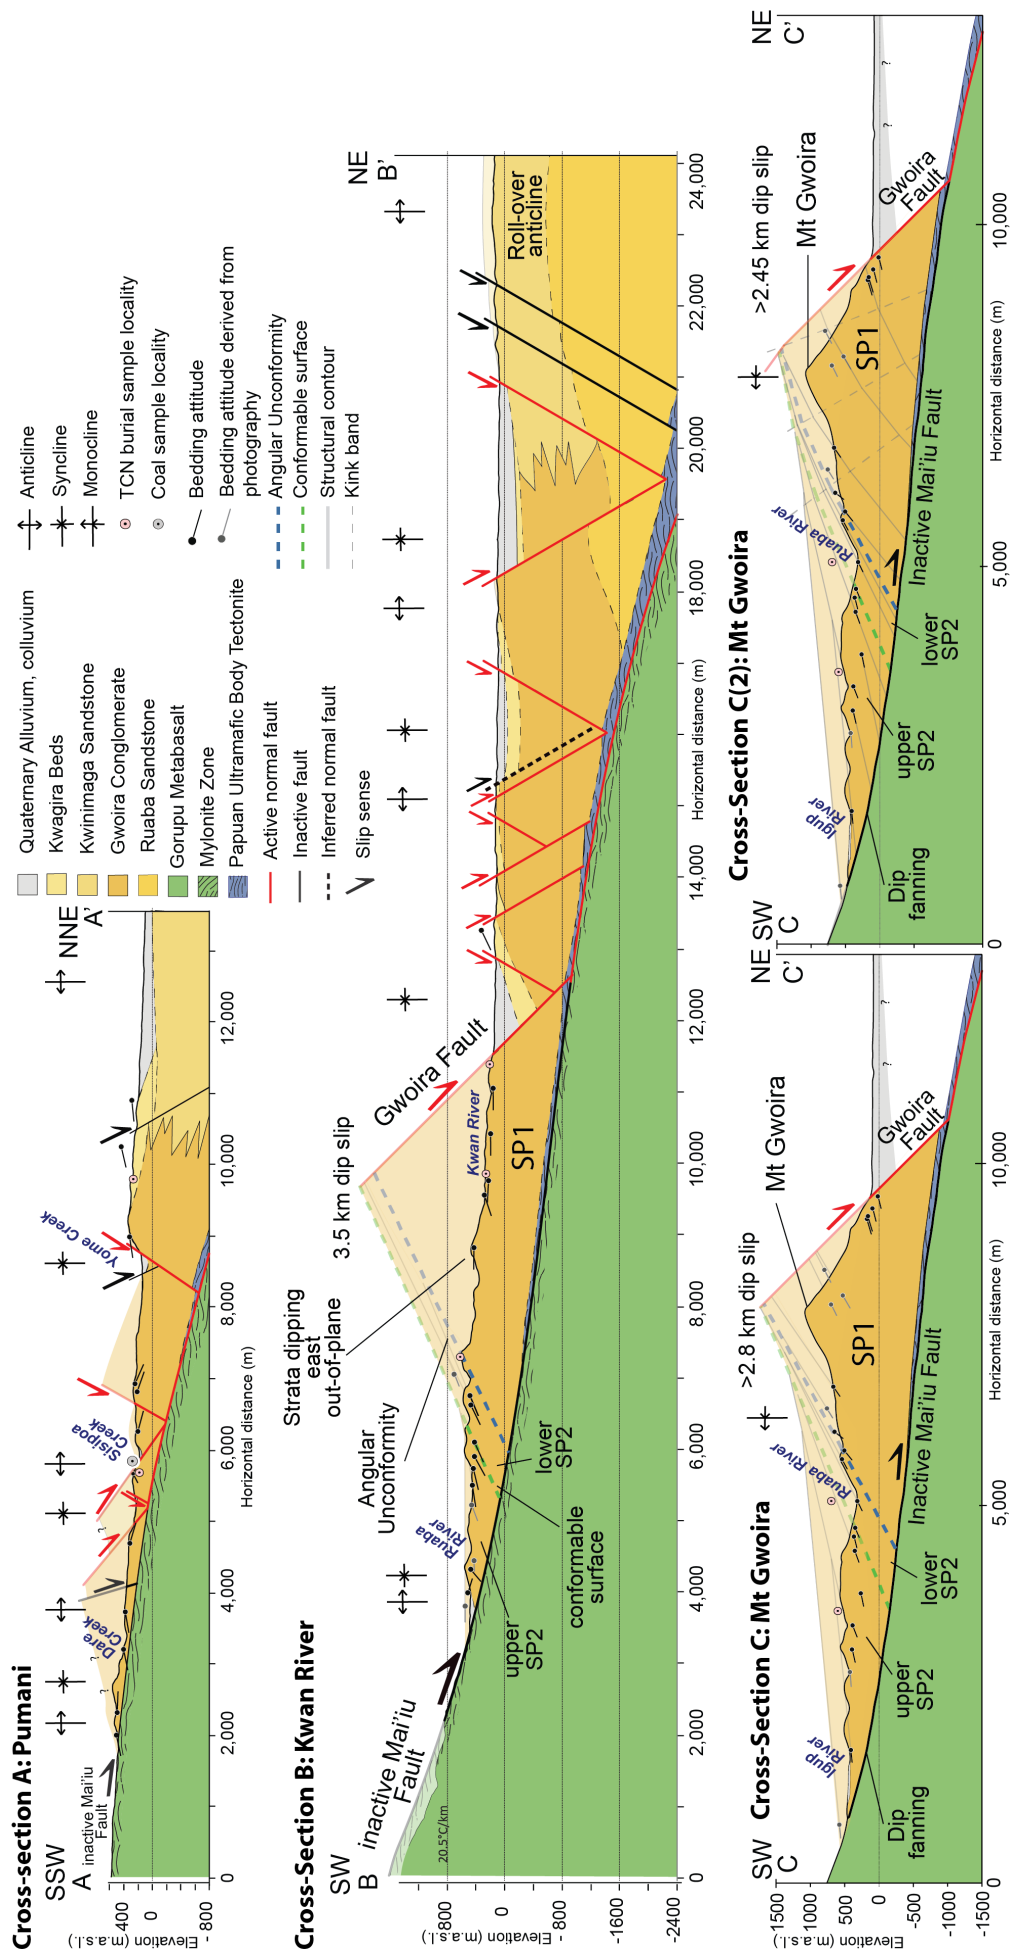 Cross-section A: Pumani
SSW
A
NNE
A'
inactive Mai'iu
Fault
Dare
Creek
Sisipoa
Creek
Yome Creek
?
?
?
Elevation (m.a.s.l.)
400
0
- 800
0
2,000
4,000
6,000
8,000
10,000
12,000
Horizontal distance (m)
Quaternary Alluvium, colluvium
Kwagira Beds
Kwinimaga Sandstone
Gwoira Conglomerate
Ruaba Sandstone
Gorupu Metabasalt
Mylonite Zone
Papuan Ultramafic Body Tectonite
Active normal fault
Inactive fault
Inferred normal fault
Slip sense
Anticline
Syncline
Monocline
TCN burial sample locality
Coal sample locality
Bedding attitude
Bedding attitude derived from
photography
Angular Unconformity
Conformable surface
Structural contour
Kink band
Cross-Section B: Kwan River
SW
B
NE
B'
inactive Mai'iu
Fault
20.5°C/km
Angular
Unconformity
Strata dipping
east
out-of-plane
3.5 km dip slip
Gwoira Fault
Ruaba
River
Kwan River
SP1
upper
SP2
conformable
surface
lower
SP2
Roll-over
anticline
Elevation (m.a.s.l.)
800
0
-800
-1600
-2400
0
2,000
4,000
6,000
8,000
10,000
12,000
14,000
18,000
20,000
22,000
24,000
Horizontal distance (m)
Cross-Section C: Mt Gwoira
SW
C
NE
C'
>2.8 km dip slip
Mt Gwoira
Gwoira
Fault
Igup
River
Ruaba River
SP1
Dip
fanning
upper
SP2
lower
SP2
Inactive Mai'iu Fault
?
?
Elevation (m.a.s.l.)
1500
1000
500
0
-500
-1000
-1500
0
5,000
10,000
Horizontal distance (m)
Cross-Section C(2): Mt Gwoira
SW
C
NE
C'
>2.45 km dip slip
Mt Gwoira
Gwoira
Fault
Igup
River
Ruaba River
SP1
Dip
fanning
upper
SP2
lower
SP2
Inactive Mai'iu Fault
?
?
0
5,000
10,000
Horizontal distance (m)